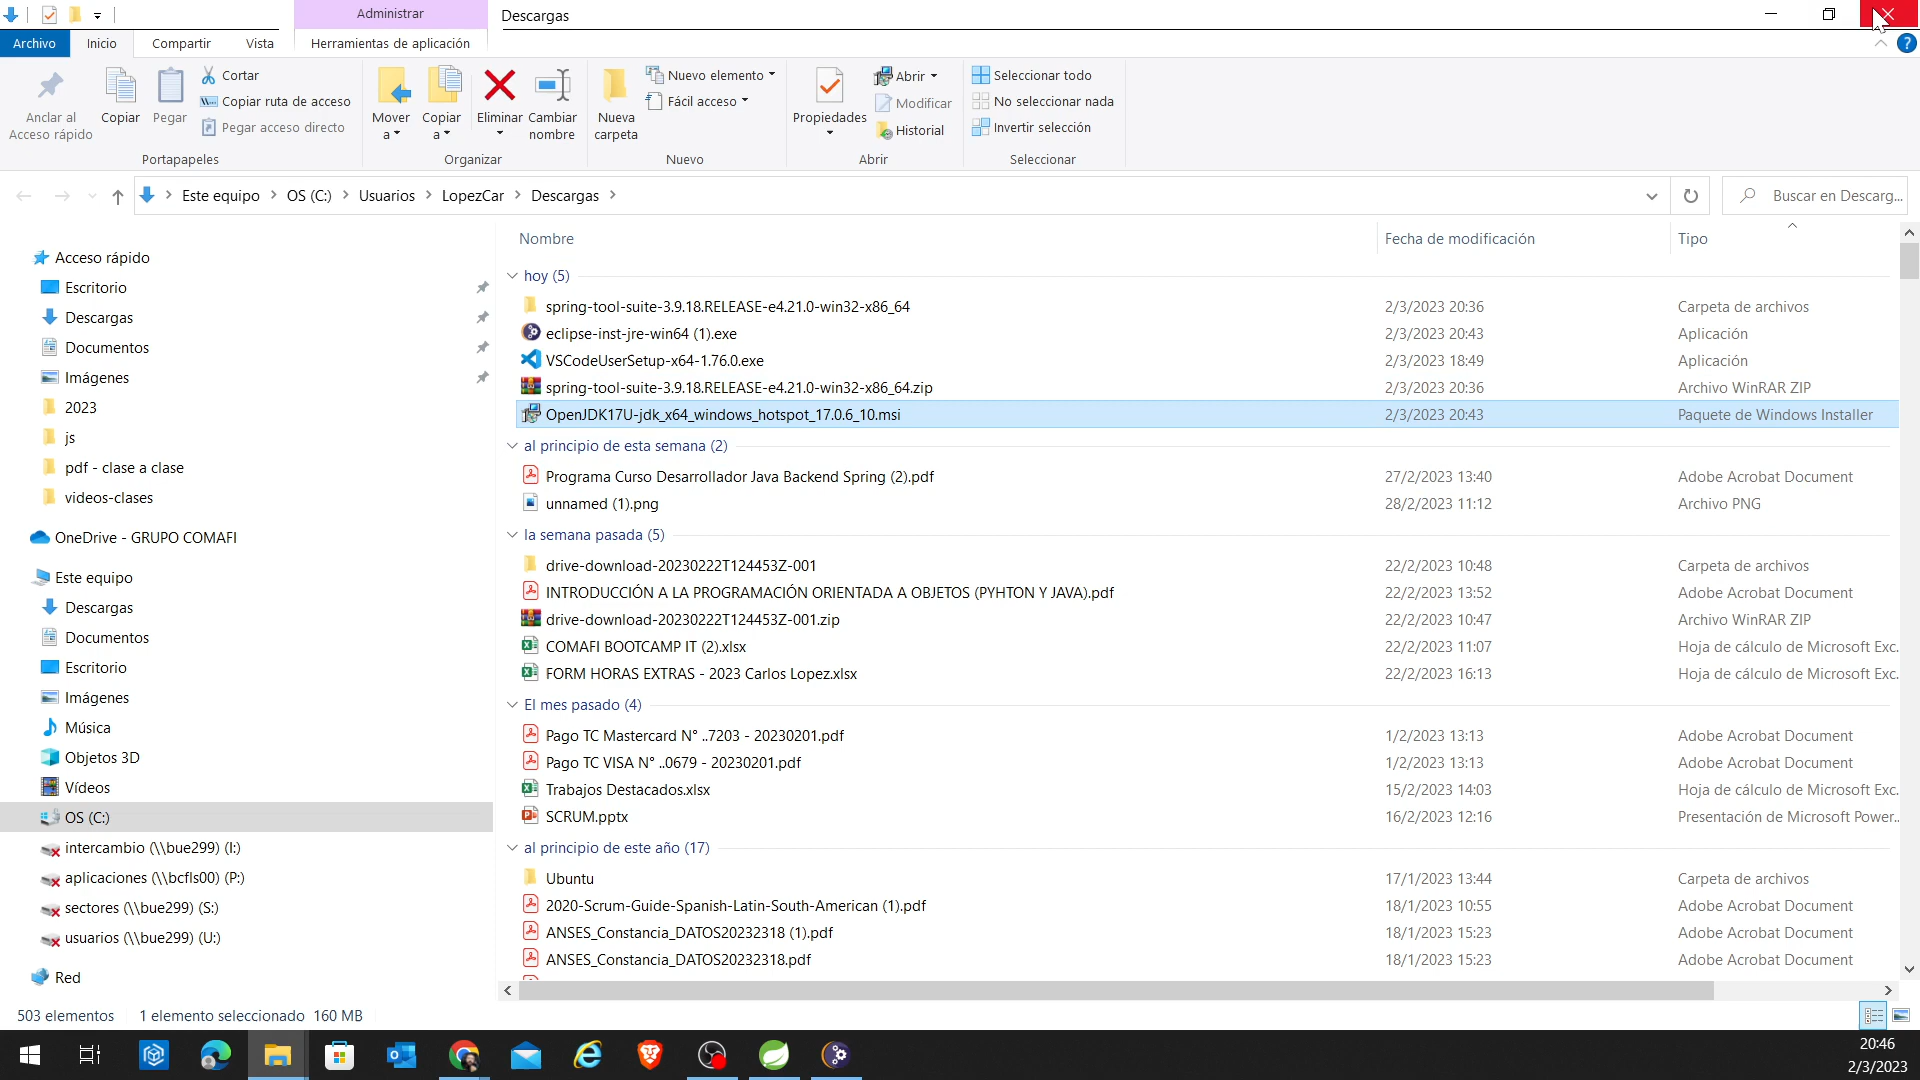 Administrar
Descargas
Archivo
Inicio
Compartir
Vista
Herramientas de aplicación
Anclar al
Acceso rápido
Copiar
Pegar
Cortar
Copiar ruta de acceso
Pegar acceso directo
Portapapeles
Mover
a
Copiar
a
Eliminar
Cambiar
nombre
Organizar
Nueva
carpeta
Nuevo elemento
Fácil acceso
Nuevo
Propiedades
Abrir
Modificar
Historial
Abrir
Seleccionar todo
No seleccionar nada
Invertir selección
Seleccionar
Este equipo > OS (C:) > Usuarios > LopezCar > Descargas >
Buscar en Descarg...
Acceso rápido
Escritorio
Descargas
Documentos
Imágenes
2023
js
pdf - clase a clase
videos-clases
OneDrive - GRUPO COMAFI
Este equipo
Descargas
Documentos
Escritorio
Imágenes
Música
Objetos 3D
Vídeos
OS (C:)
intercambio (\\bue299) (I:)
aplicaciones (\\bcfls00) (P:)
sectores (\\bue299) (S:)
usuarios (\\bue299) (U:)
Red
Nombre Fecha de modificación Tipo
hoy (5)
spring-tool-suite-3.9.18.RELEASE-e4.21.0-win32-x86_64 2/3/2023 20:36 Carpeta de archivos
eclipse-inst-jre-win64 (1).exe 2/3/2023 20:43 Aplicación
VSCodeUserSetup-x64-1.76.0.exe 2/3/2023 18:49 Aplicación
spring-tool-suite-3.9.18.RELEASE-e4.21.0-win32-x86_64.zip 2/3/2023 20:36 Archivo WinRAR ZIP
OpenJDK17U-jdk_x64_windows_hotspot_17.0.6_10.msi 2/3/2023 20:43 Paquete de Windows Installer
al principio de esta semana (2)
Programa Curso Desarrollador Java Backend Spring (2).pdf 27/2/2023 13:40 Adobe Acrobat Document
unnamed (1).png 28/2/2023 11:12 Archivo PNG
la semana pasada (5)
drive-download-20230222T124453Z-001 22/2/2023 10:48 Carpeta de archivos
INTRODUCCIÓN A LA PROGRAMACIÓN ORIENTADA A OBJETOS (PYHTON Y JAVA).pdf 22/2/2023 13:52 Adobe Acrobat Document
drive-download-20230222T124453Z-001.zip 22/2/2023 10:47 Archivo WinRAR ZIP
COMAFI BOOTCAMP IT (2).xlsx 22/2/2023 11:07 Hoja de cálculo de Microsoft Exc.
FORM HORAS EXTRAS - 2023 Carlos Lopez.xlsx 22/2/2023 16:13 Hoja de cálculo de Microsoft Exc.
El mes pasado (4)
Pago TC Mastercard N° ..7203 - 20230201.pdf 1/2/2023 13:13 Adobe Acrobat Document
Pago TC VISA N° ..0679 - 20230201.pdf 1/2/2023 13:13 Adobe Acrobat Document
Trabajos Destacados.xlsx 15/2/2023 14:03 Hoja de cálculo de Microsoft Exc.
SCRUM.pptx 16/2/2023 12:16 Presentación de Microsoft Power..
al principio de este año (17)
Ubuntu 17/1/2023 13:44 Carpeta de archivos
2020-Scrum-Guide-Spanish-Latin-South-American (1).pdf 18/1/2023 10:55 Adobe Acrobat Document
ANSES_Constancia_DATOS20232318 (1).pdf 18/1/2023 15:23 Adobe Acrobat Document
ANSES_Constancia_DATOS20232318.pdf 18/1/2023 15:23 Adobe Acrobat Document
503 elementos 1 elemento seleccionado 160 MB
20:46
2/3/2023